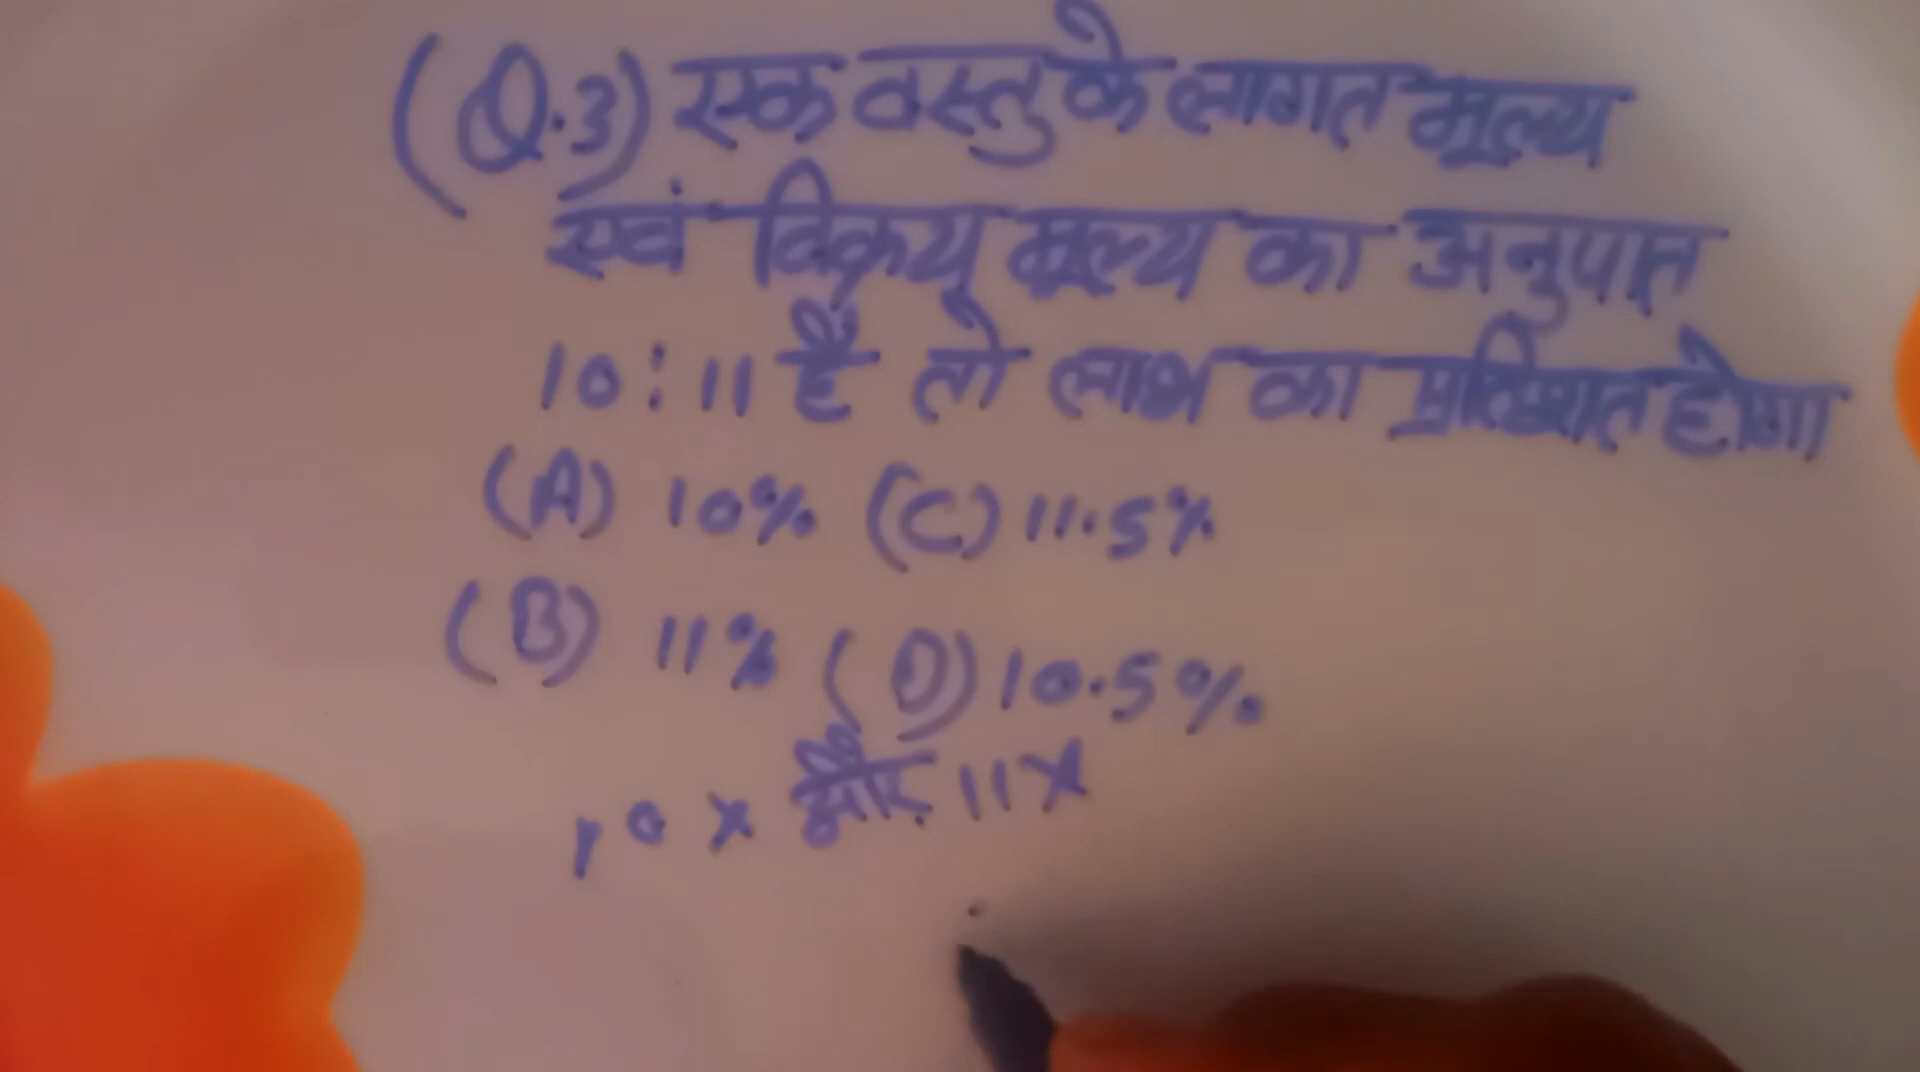 (Q.3) एक वस्तु के लागत मूल्य
एवं विक्रय मूल्य का अनुपात
10:11 है तो लाभ का प्रतिशत होगा
(A) 10% (C) 11.5%
(B) 11% (D) 10.5%
10x और 11x